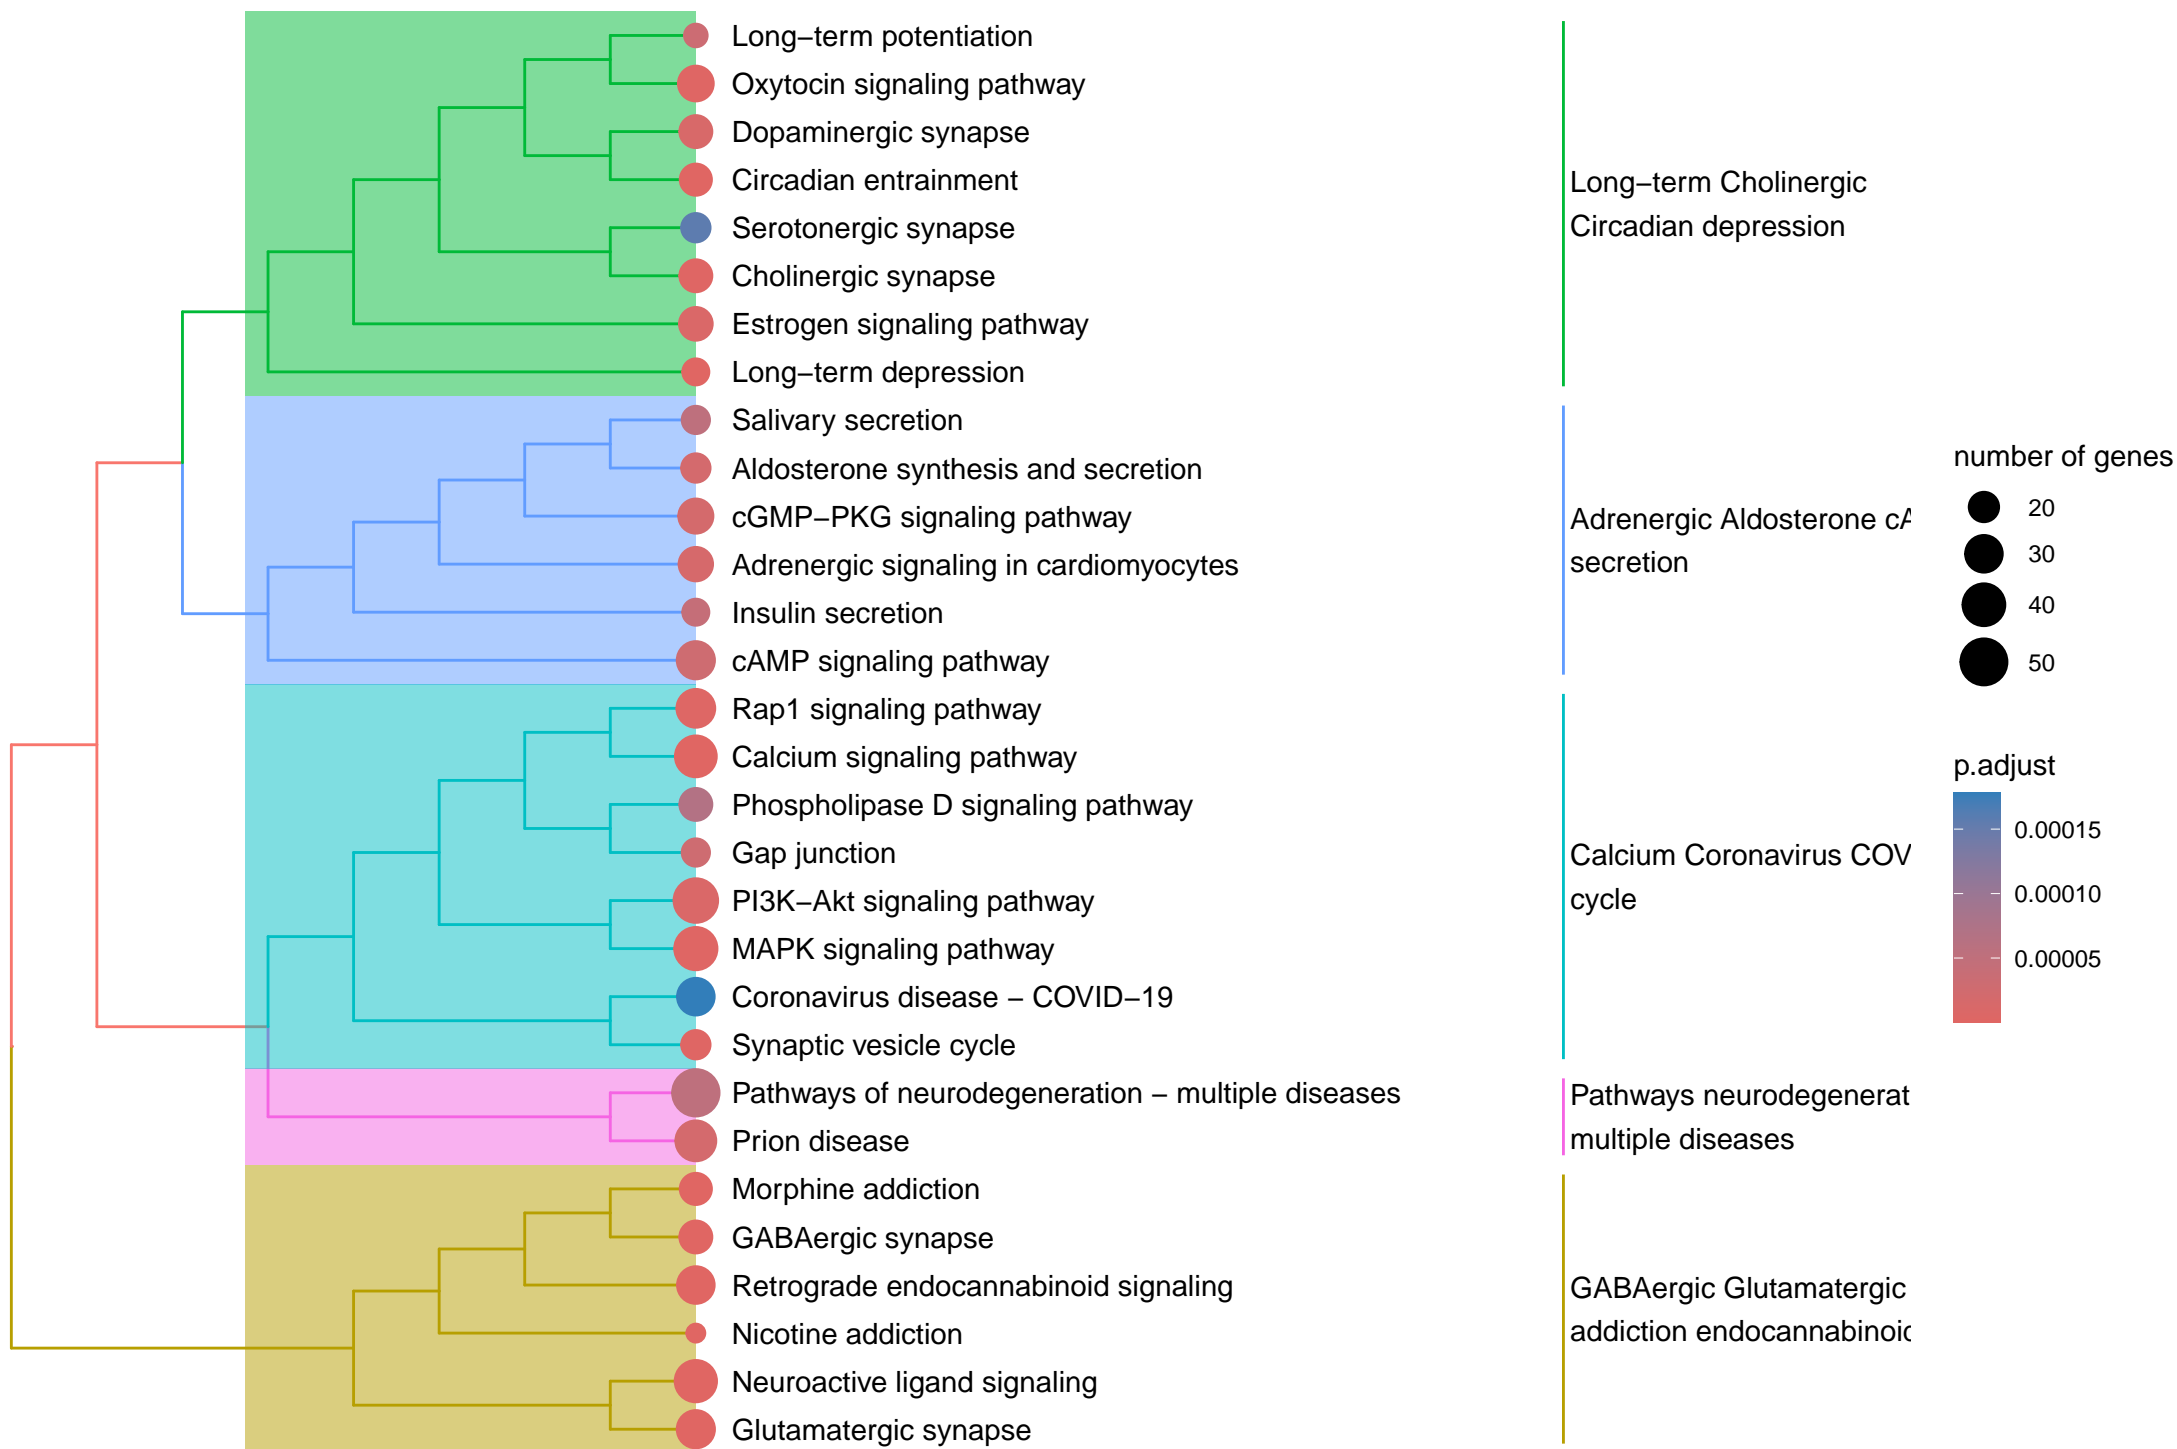 Long−term potentiation
Oxytocin signaling pathway
Dopaminergic synapse
Circadian entrainment
Serotonergic synapse
Cholinergic synapse
Estrogen signaling pathway
Long−term depression
Salivary secretion
Aldosterone synthesis and secretion
cGMP−PKG signaling pathway
Adrenergic signaling in cardiomyocytes
Insulin secretion
cAMP signaling pathway
Rap1 signaling pathway
Calcium signaling pathway
Phospholipase D signaling pathway
Gap junction
PI3K−Akt signaling pathway
MAPK signaling pathway
Coronavirus disease − COVID−19
Synaptic vesicle cycle
Pathways of neurodegeneration − multiple diseases
Prion disease
Morphine addiction
GABAergic synapse
Retrograde endocannabinoid signaling
Nicotine addiction
Neuroactive ligand signaling
Glutamatergic synapse
Long−term Cholinergic
Circadian depression
Adrenergic Aldosterone
secretion
Calcium Coronavirus COV
cycle
Pathways neurodegenerat
multiple diseases
GABAergic Glutamatergic
addiction endocannabinoi
number of genes
20
30
40
50
p.adjust
0.00015
0.00010
0.00005